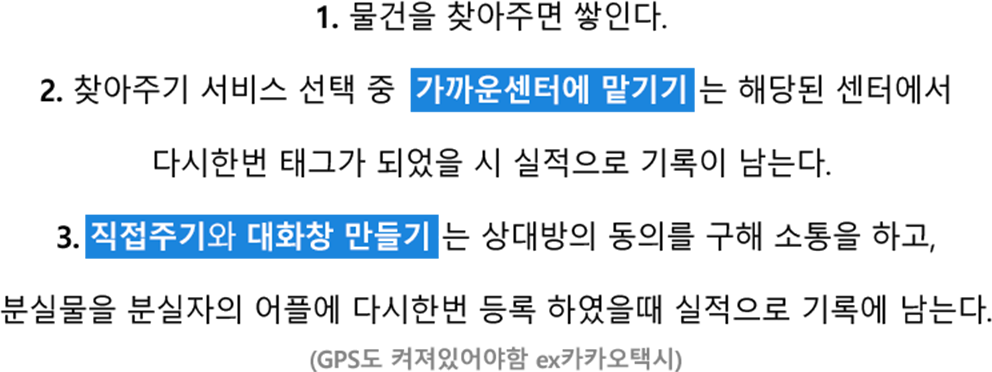 1. 물건을 찾아주면 쌓인다.
2. 찾아주기 서비스 선택 중 가까운센터에 맡기기 는 해당된 센터에서
다시한번 태그가 되었을 시 실적으로 기록이 남는다.
3. 직접주기와 대화창 만들기 는 상대방의 동의를 구해 소통을 하고,
분실물을 분실자의 어플에 다시한번 등록 하였을때 실적으로 기록에 남는다.
(GPS도 켜져있어야함 ex카카오택시)